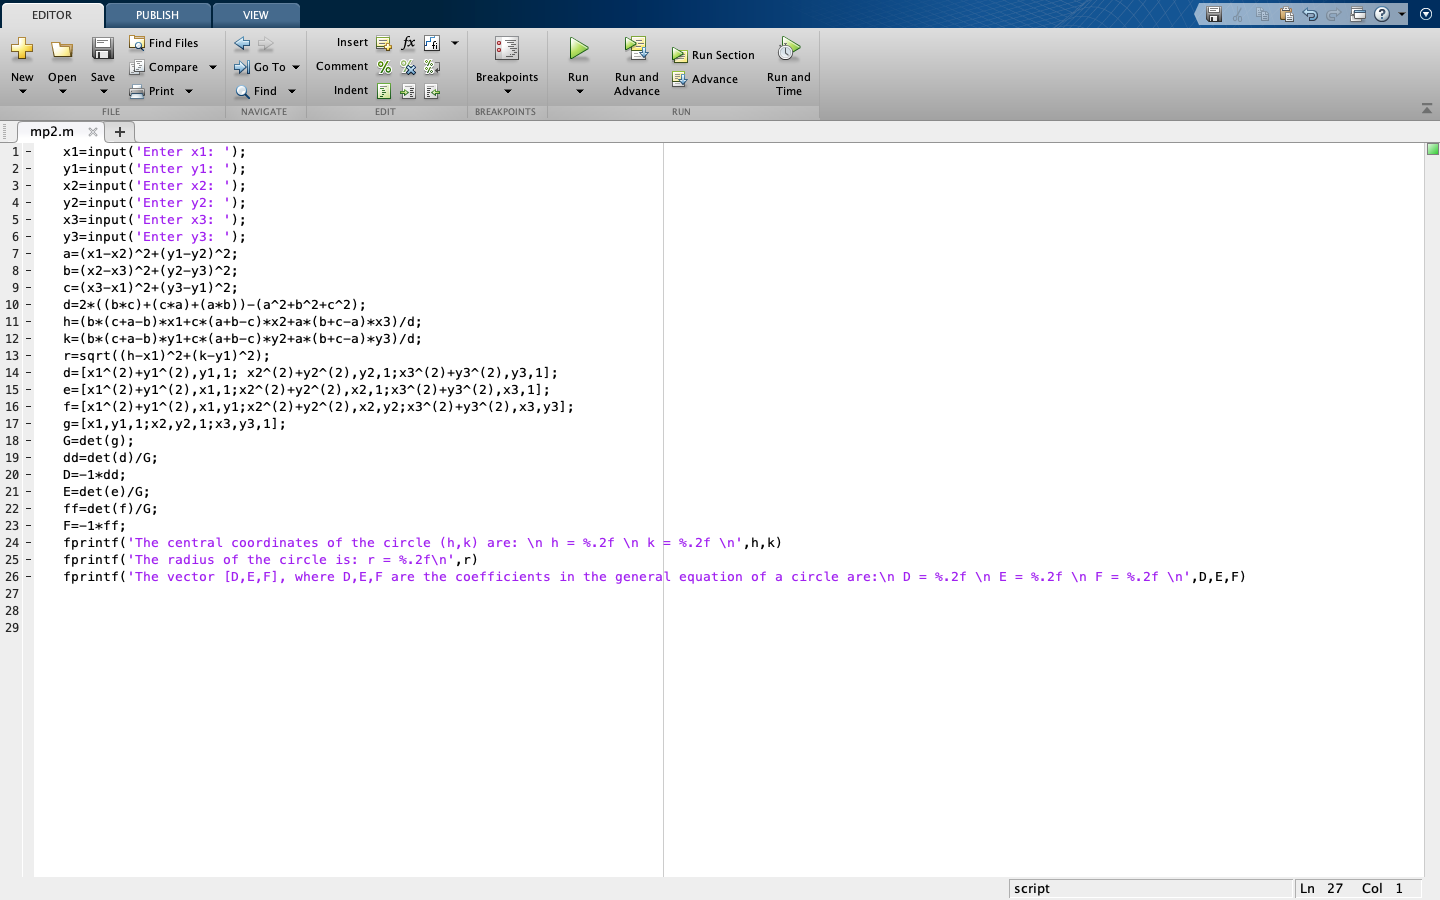 EDITOR PUBLISH VIEW
New Open Save
Find Files
Compare
Print
FILE
Go To
Find
NAVIGATE
Insert fx
Comment
Indent
EDIT
Breakpoints
BREAKPOINTS
Run
Run and Advance
Run Section
Advance
Run and Time
RUN
mp2.m
1 x1=input('Enter x1: ');
2 y1=input('Enter y1: ');
3 x2=input('Enter x2: ');
4 y2=input('Enter y2: ');
5 x3=input('Enter x3: ');
6 y3=input('Enter y3: ');
7 a=(x1-x2)^2+(y1-y2)^2;
8 b=(x2-x3)^2+(y2-y3)^2;
9 c=(x3-x1)^2+(y3-y1)^2;
10 d=2*((b*c)+(c*a)+(a*b))-(a^2+b^2+c^2);
11 h=(b*(c+a-b)*x1+c*(a+b-c)*x2+a*(b+c-a)*x3)/d;
12 k=(b*(c+a-b)*y1+c*(a+b-c)*y2+a*(b+c-a)*y3)/d;
13 r=sqrt((h-x1)^2+(k-y1)^2);
14 d=[x1^(2)+y1^(2),y1,1; x2^(2)+y2^(2),y2,1;x3^(2)+y3^(2),y3,1];
15 e=[x1^(2)+y1^(2),x1,1;x2^(2)+y2^(2),x2,1;x3^(2)+y3^(2),x3,1];
16 f=[x1^(2)+y1^(2),x1,y1;x2^(2)+y2^(2),x2,y2;x3^(2)+y3^(2),x3,y3];
17 g=[x1,y1,1;x2,y2,1;x3,y3,1];
18 G=det(g);
19 dd=det(d)/G;
20 D=-1*dd;
21 E=det(e)/G;
22 ff=det(f)/G;
23 F=-1*ff;
24 fprintf('The central coordinates of the circle (h,k) are: \n h = %.2f \n k = %.2f \n',h,k)
25 fprintf('The radius of the circle is: r = %.2f\n',r)
26 fprintf('The vector [D,E,F], where D,E,F are the coefficients in the general equation of a circle are:\n D = %.2f \n E = %.2f \n F = %.2f \n',D,E,F)
27
28
29
script Ln 27 Col 1